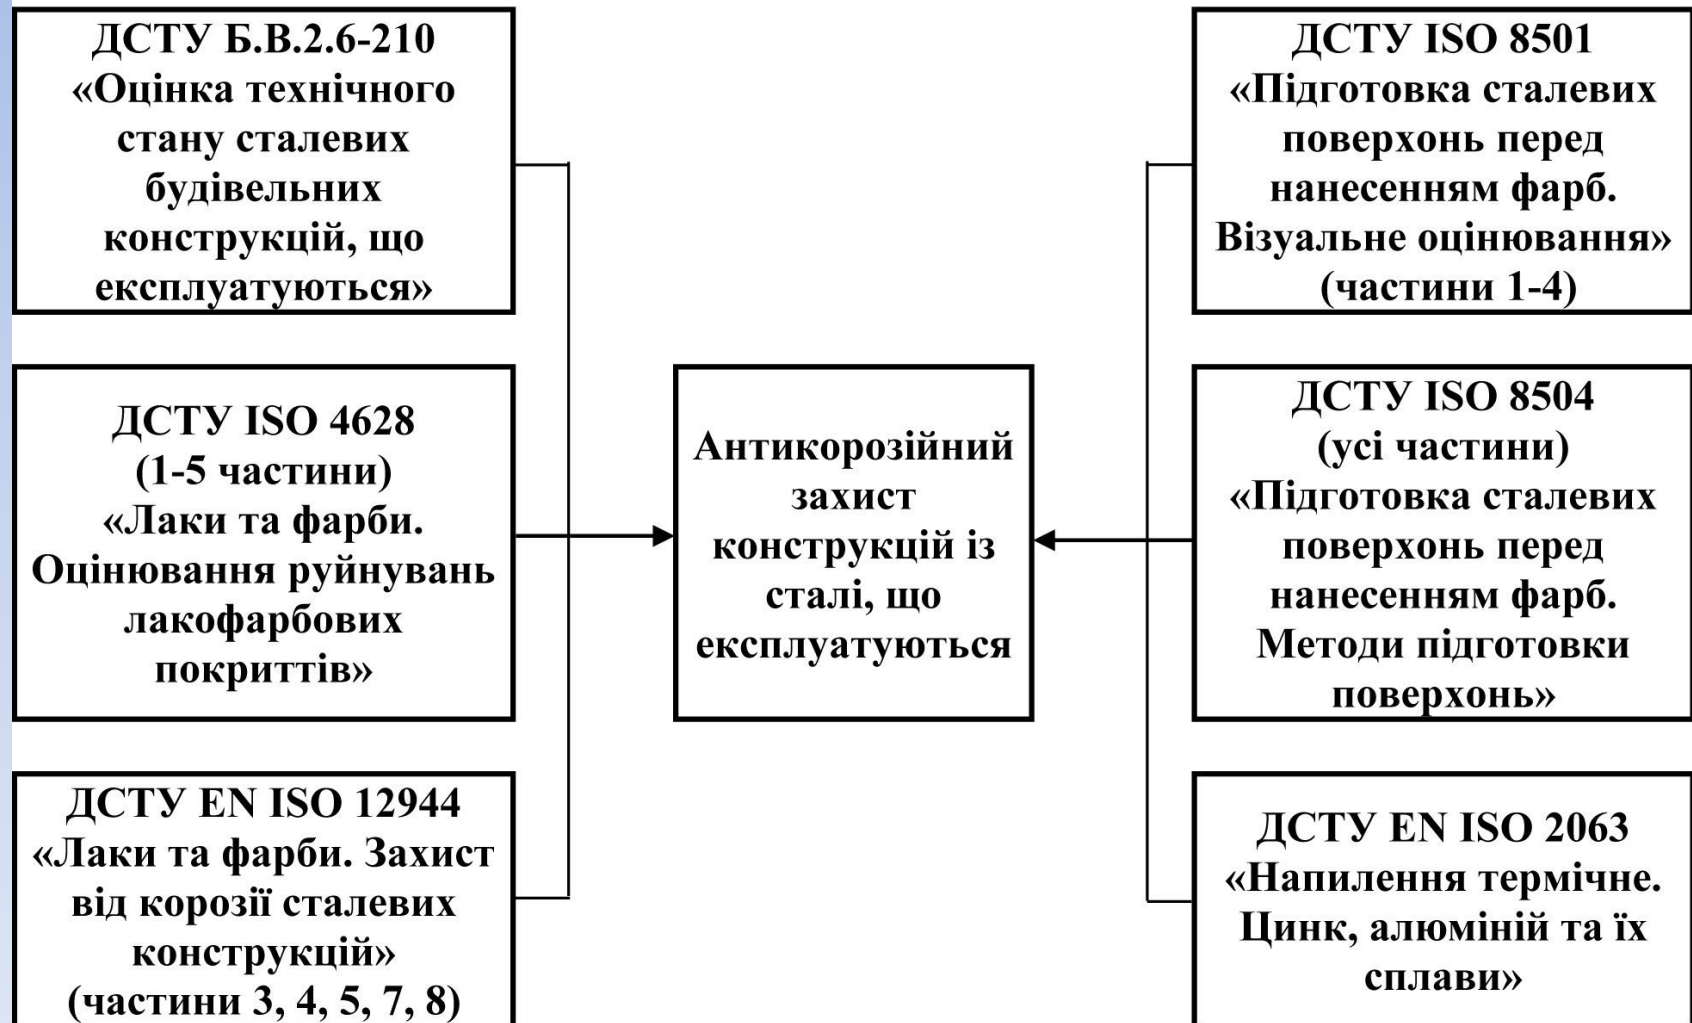 ДСТУ Б.В.2.6-210
«Оцінка технічного
стану сталевих
будівельних
конструкцій, що
експлуатуються»
ДСТУ ISO 4628
(1-5 частини)
«Лаки та фарби.
Оцінювання руйнувань
лакофарбових
покриттів»
ДСТУ EN ISO 12944
«Лаки та фарби. Захист
від корозії сталевих
конструкцій»
(частини 3, 4, 5, 7, 8)
Антикорозійний
захист
конструкцій із
сталі, що
експлуатуються
ДСТУ ISO 8501
«Підготовка сталевих
поверхонь перед
нанесенням фарб.
Візуальне оцінювання»
(частини 1-4)
ДСТУ ISO 8504
(усі частини)
«Підготовка сталевих
поверхонь перед
нанесенням фарб.
Методи підготовки
поверхонь»
ДСТУ EN ISO 2063
«Напилення термічне.
Цинк, алюміній та їх
сплави»